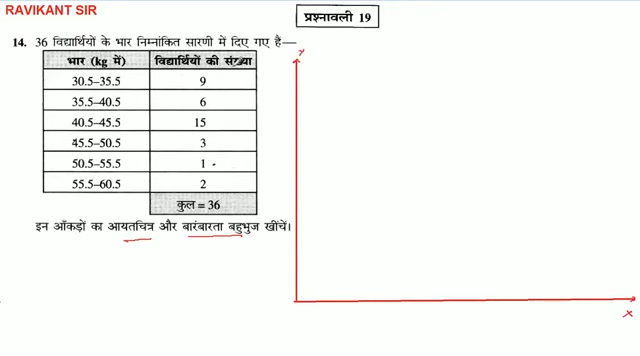 RAVIKANT SIR
प्रश्नावली 19
14. 36 विद्यार्थियों के भार निम्नांकित सारणी में दिए गए हैं—
भार (kg में) विद्यार्थियों की संख्या
30.5–35.5 9
35.5–40.5 6
40.5–45.5 15
45.5–50.5 3
50.5–55.5 1
55.5–60.5 2
कुल = 36
इन आँकड़ों का आयतचित्र और बारंबारता बहुभुज खींचें।
Y
X